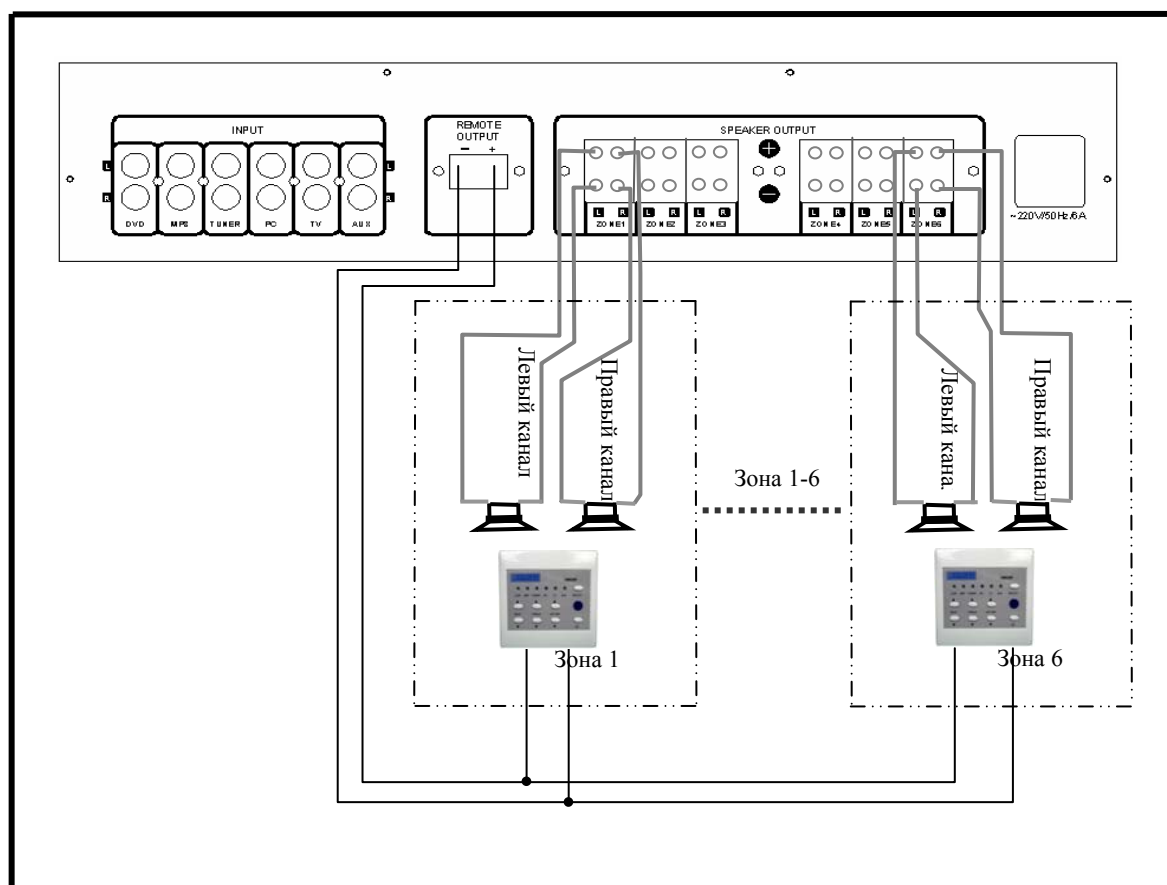 INPUT
DVD MP3 TUNER PC TV AUX
L
R
L
R
REMOTE
OUTPUT
− +
SPEAKER OUTPUT
L R L R L R
ZONE1 ZONE2 ZONE3
L R L R L R
ZONE4 ZONE5 ZONE6
~220V/50Hz/6A
Левый канал
Правый канал
Зона 1-6
Левый кана.
Правый канал
Зона 1
Зона 6